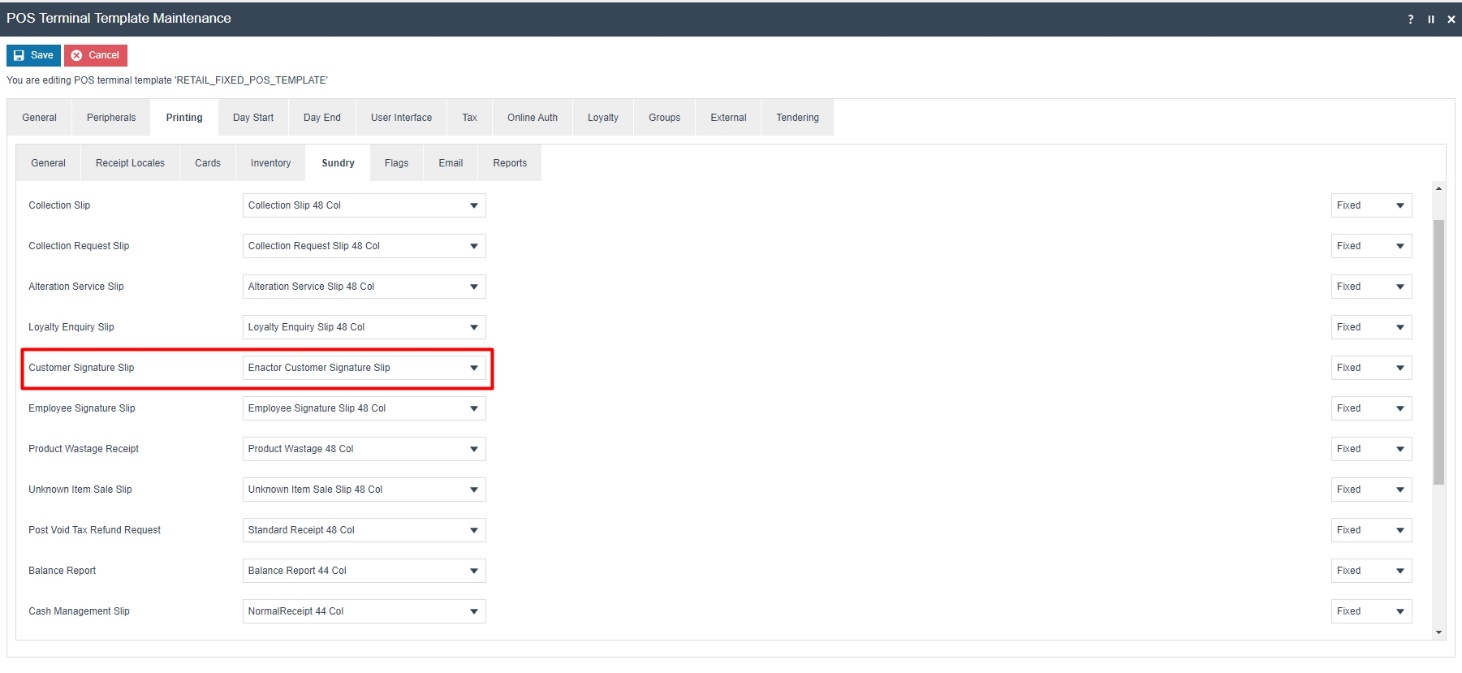 POS Terminal Template Maintenance ?
Save Cancel
You are editing POS terminal template 'RETAIL_FIXED_POS_TEMPLATE'
General Peripherals Printing Day Start Day End User Interface Tax Online Auth Loyalty Groups External Tendering
General Receipt Locales Cards Inventory Sundry Flags Email Reports
Collection Slip Collection Slip 48 Col Fixed
Collection Request Slip Collection Request Slip 48 Col Fixed
Alteration Service Slip Alteration Service Slip 48 Col Fixed
Loyalty Enquiry Slip Loyalty Enquiry Slip 48 Col Fixed
Customer Signature Slip Enactor Customer Signature Slip Fixed
Employee Signature Slip Employee Signature Slip 48 Col Fixed
Product Wastage Receipt Product Wastage 48 Col Fixed
Unknown Item Sale Slip Unknown Item Sale Slip 48 Col Fixed
Post Void Tax Refund Request Standard Receipt 48 Col Fixed
Balance Report Balance Report 44 Col Fixed
Cash Management Slip NormalReceipt 44 Col Fixed